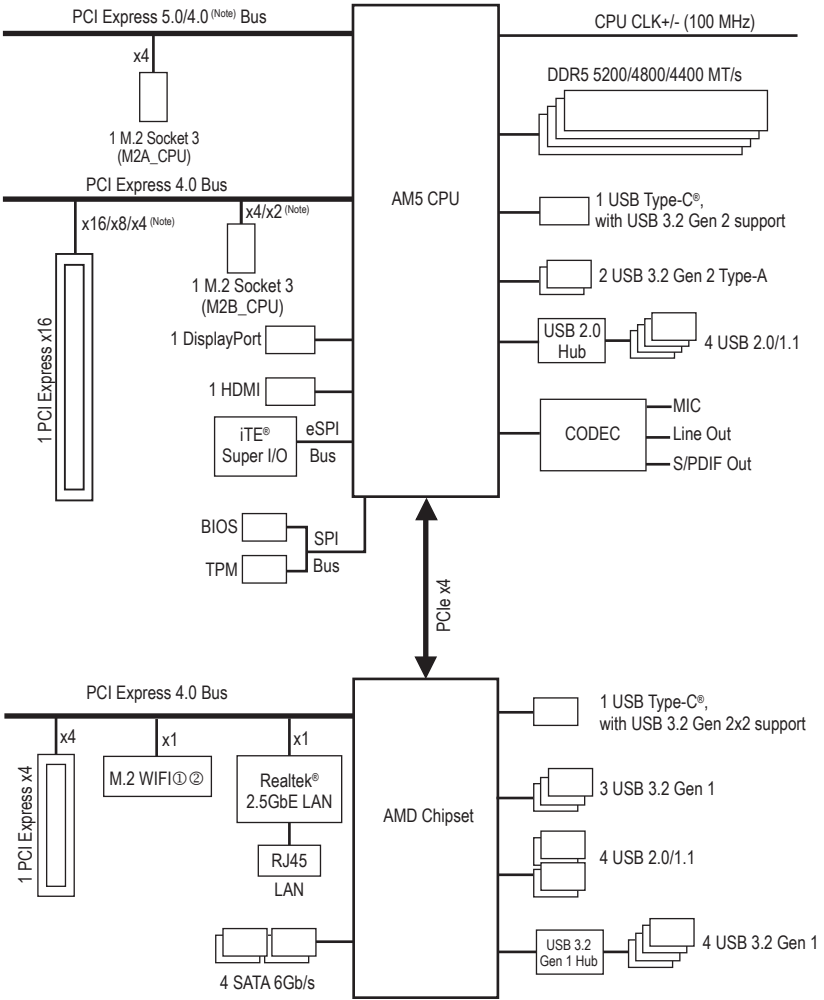 PCI Express 5.0/4.0 (Note) Bus
CPU CLK+/- (100 MHz)
x4
DDR5 5200/4800/4400 MT/s
1 M.2 Socket 3
(M2A_CPU)
PCI Express 4.0 Bus
AM5 CPU
x16/x8/x4 (Note)
x4/x2 (Note)
1 USB Type-C®,
with USB 3.2 Gen 2 support
1 M.2 Socket 3
(M2B_CPU)
2 USB 3.2 Gen 2 Type-A
1 PCI Express x16
1 DisplayPort
USB 2.0
Hub
4 USB 2.0/1.1
1 HDMI
iTE®
Super I/O
eSPI
Bus
CODEC
MIC
Line Out
S/PDIF Out
BIOS
TPM
SPI
Bus
PCIe x4
PCI Express 4.0 Bus
x4
x1
x1
1 USB Type-C®,
with USB 3.2 Gen 2x2 support
1 PCI Express x4
M.2 WIFI①②
Realtek®
2.5GbE LAN
3 USB 3.2 Gen 1
AMD Chipset
RJ45
LAN
4 USB 2.0/1.1
4 SATA 6Gb/s
USB 3.2
Gen 1 Hub
4 USB 3.2 Gen 1